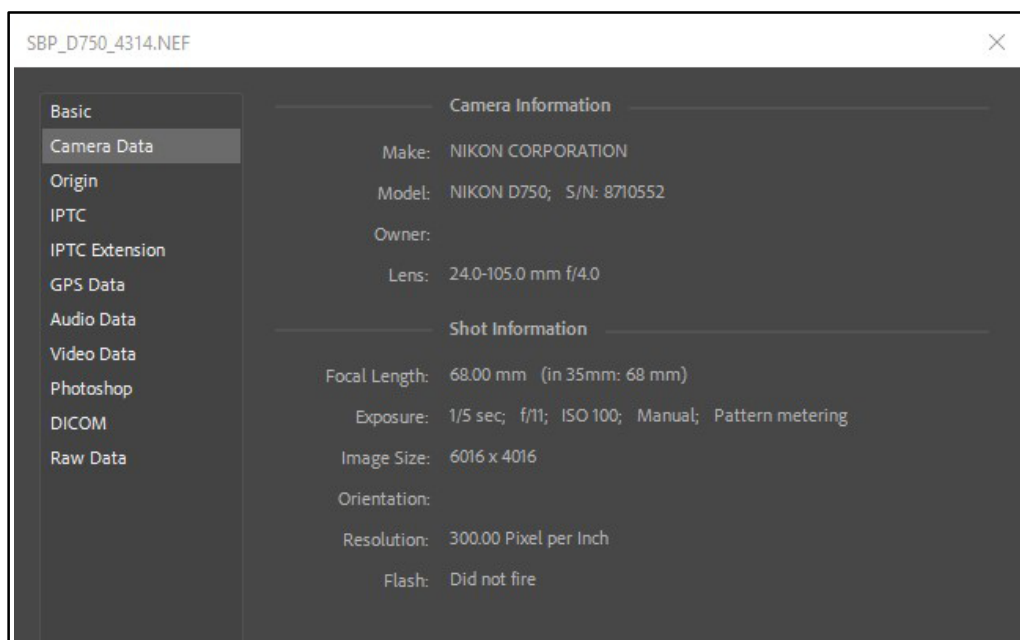 SBP_D750_4314.NEF
Basic
Camera Data
Origin
IPTC
IPTC Extension
GPS Data
Audio Data
Video Data
Photoshop
DICOM
Raw Data
Camera Information
Make: NIKON CORPORATION
Model: NIKON D750; S/N: 8710552
Owner:
Lens: 24.0-105.0 mm f/4.0
Shot Information
Focal Length: 68.00 mm (in 35mm: 68 mm)
Exposure: 1/5 sec; f/11; ISO 100; Manual; Pattern metering
Image Size: 6016 x 4016
Orientation:
Resolution: 300.00 Pixel per Inch
Flash: Did not fire